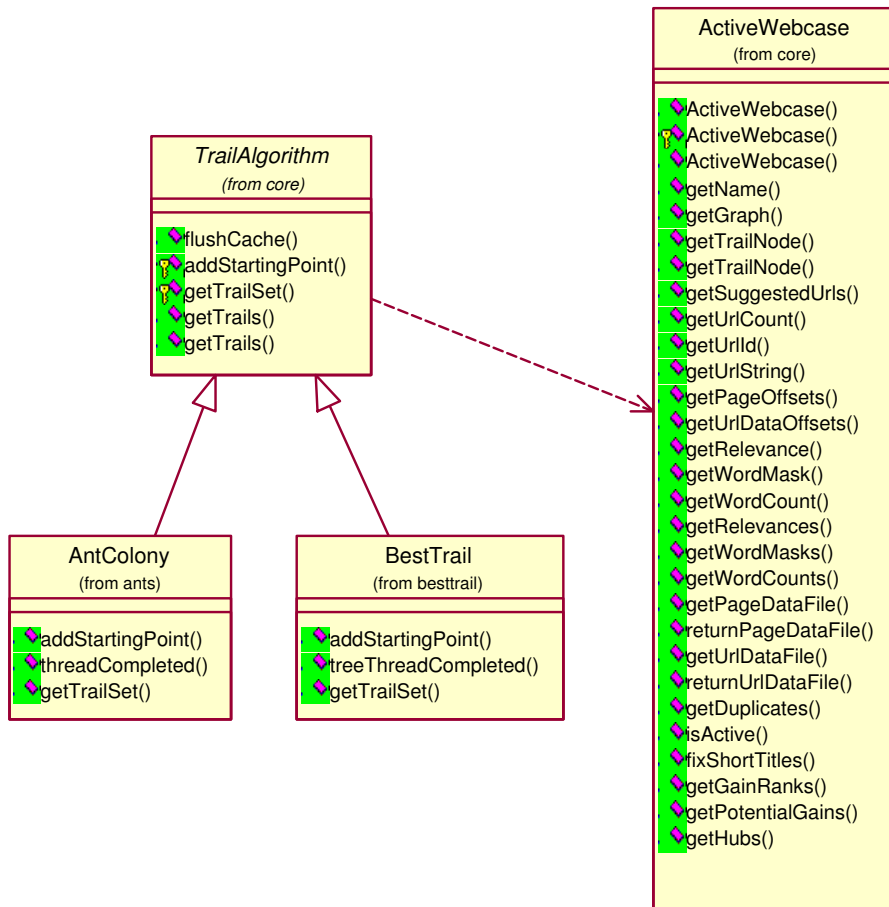 TrailAlgorithm
(from core)
flushCache()
addStartingPoint()
getTrailSet()
getTrails()
getTrails()
AntColony
(from ants)
addStartingPoint()
threadCompleted()
getTrailSet()
BestTrail
(from besttrail)
addStartingPoint()
treeThreadCompleted()
getTrailSet()
ActiveWebcase
(from core)
ActiveWebcase()
ActiveWebcase()
ActiveWebcase()
getName()
getGraph()
getTrailNode()
getTrailNode()
getSuggestedUrls()
getUrlCount()
getUrlId()
getUrlString()
getPageOffsets()
getUrlDataOffsets()
getRelevance()
getWordMask()
getWordCount()
getRelevances()
getWordMasks()
getWordCounts()
getPageDataFile()
returnPageDataFile()
getUrlDataFile()
returnUrlDataFile()
getDuplicates()
isActive()
fixShortTitles()
getGainRanks()
getPotentialGains()
getHubs()